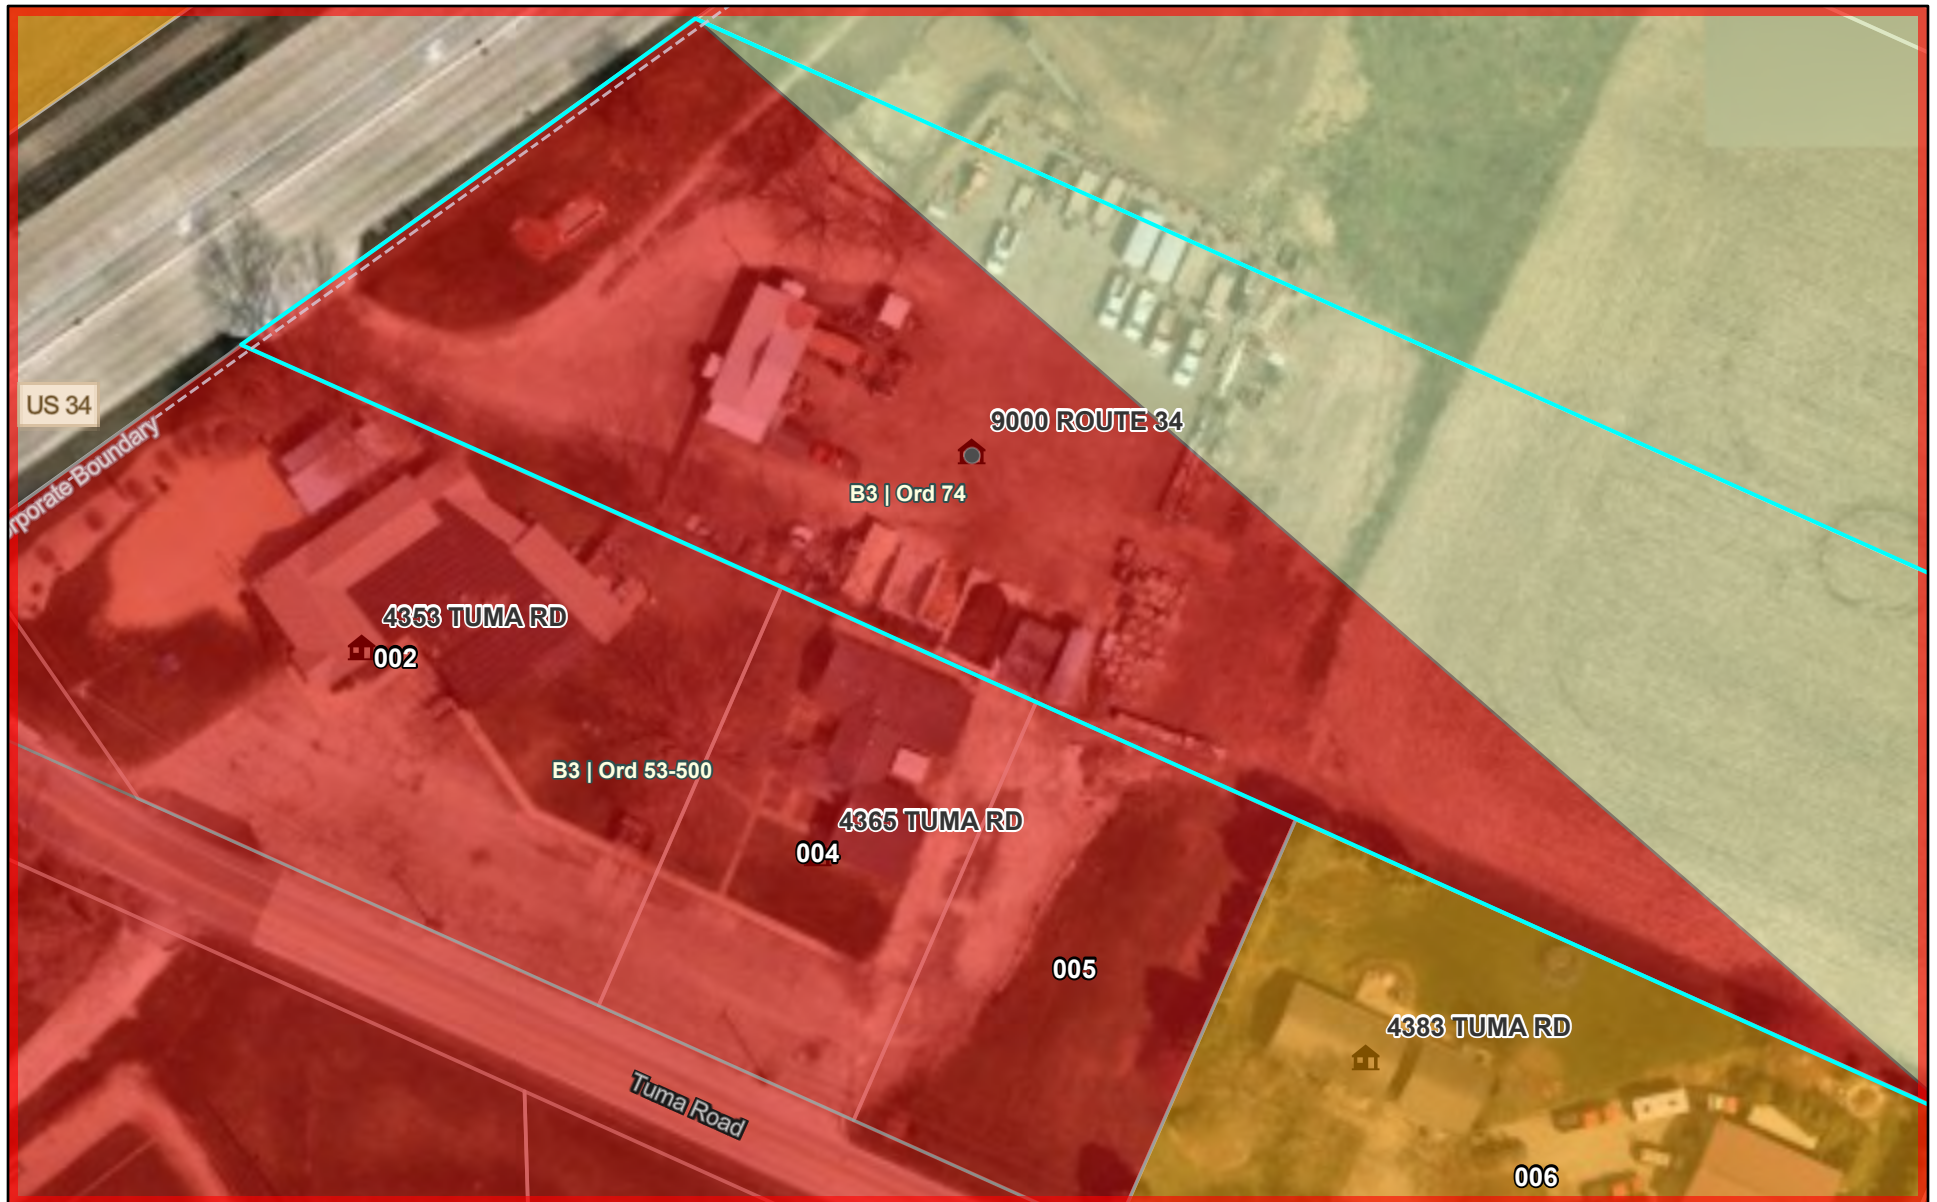 US 34
rporate Boundary
9000 ROUTE 34
B3 | Ord 74
4353 TUMA RD
002
B3 | Ord 53-500
4365 TUMA RD
004
005
4383 TUMA RD
Tuma Road
006